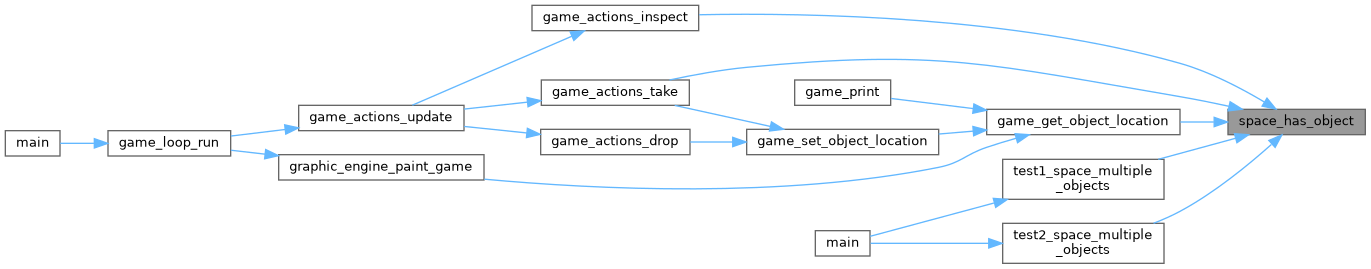 game_actions_inspect
game_actions_take
game_print
game_actions_update
space_has_object
game_get_object_location
main
game_loop_run
game_actions_drop
game_set_object_location
graphic_engine_paint_game
test1_space_multiple
_objects
main
test2_space_multiple
_objects